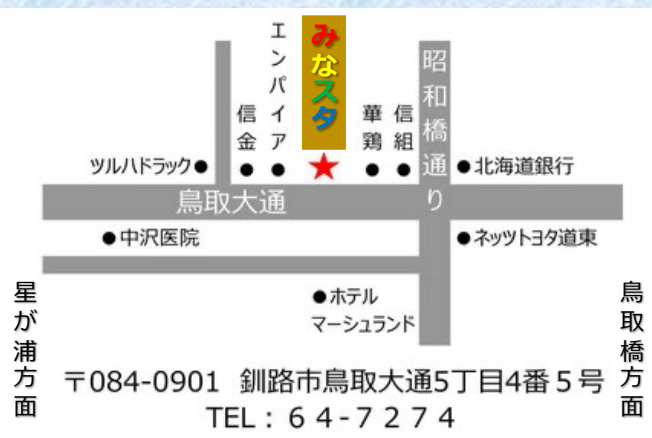 みなスタ
エンパイア
信金
華鶏
信組
昭和橋通り
ツルハドラック
北海道銀行
鳥取大通
中沢医院
ネッツトヨタ道東
星が浦方面
ホテル
マーシュランド
鳥取橋方面
〒084-0901 釧路市鳥取大通5丁目4番５号
TEL：６４-７２７４